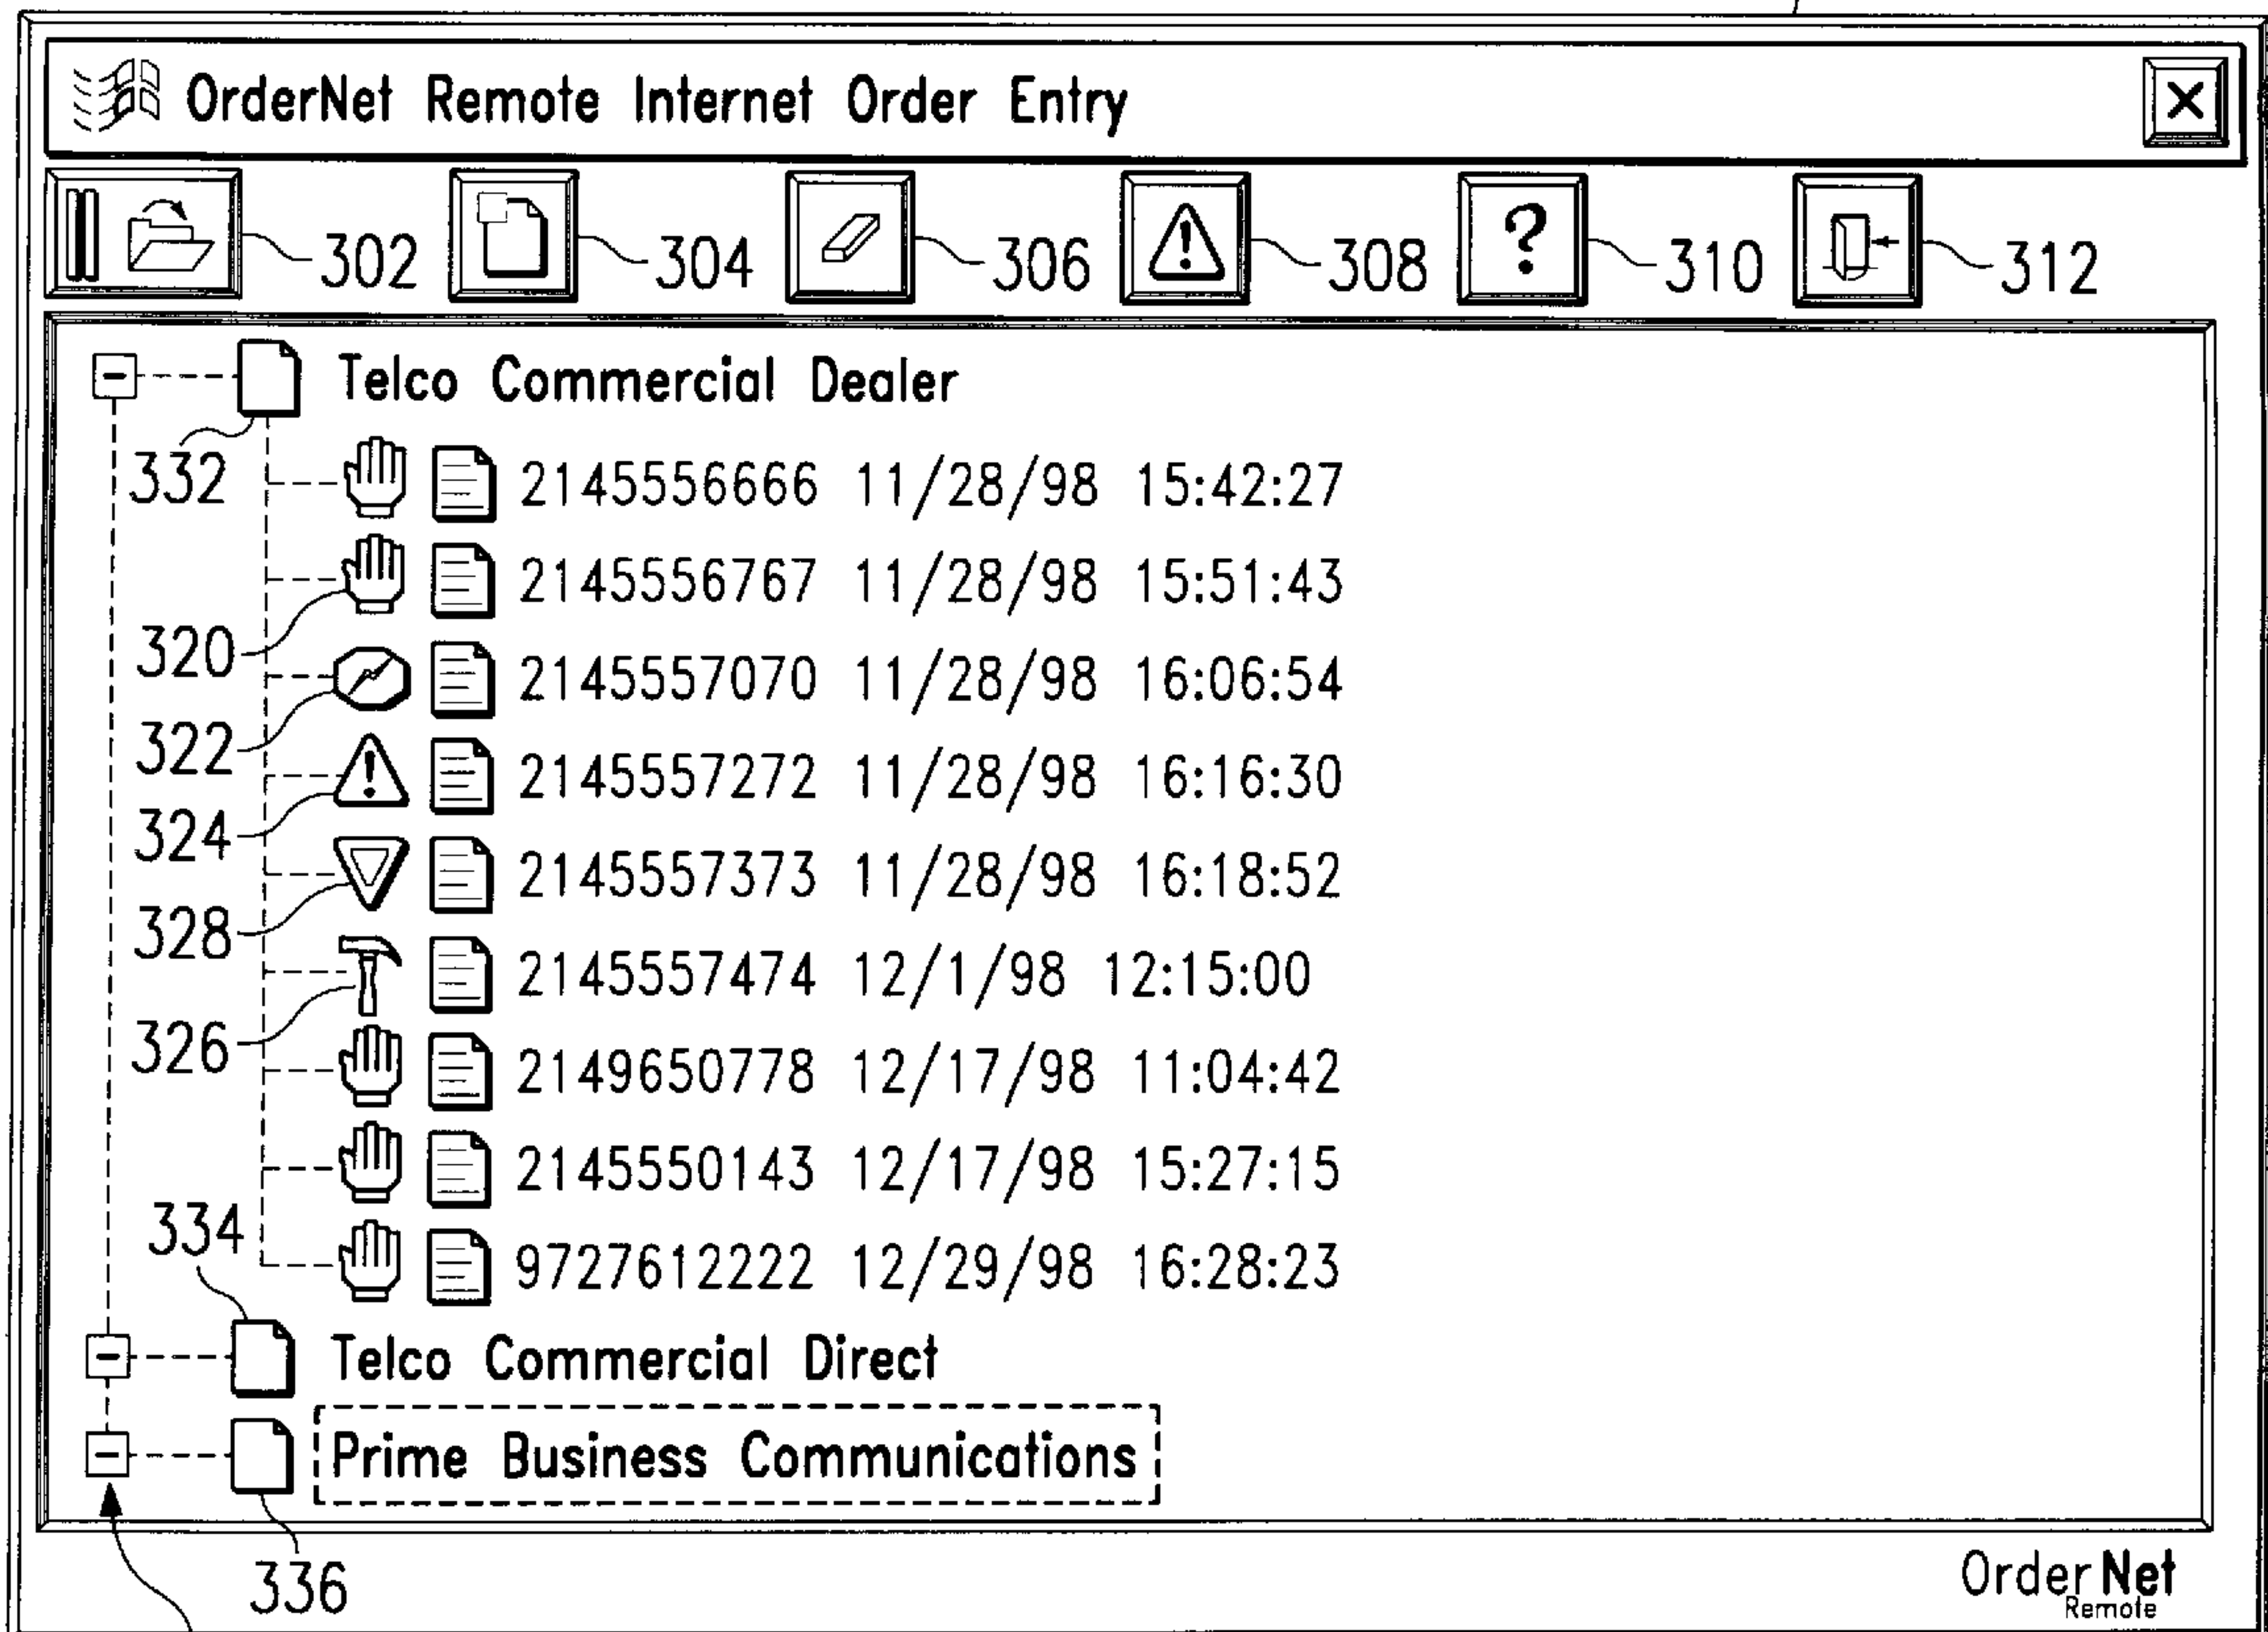 OrderNet Remote Internet Order Entry
302 304 306 308 310 312
Telco Commercial Dealer
332
2145556666 11/28/98 15:42:27
2145556767 11/28/98 15:51:43
320
2145557070 11/28/98 16:06:54
322
2145557272 11/28/98 16:16:30
324
2145557373 11/28/98 16:18:52
328
2145557474 12/1/98 12:15:00
326
2149650778 12/17/98 11:04:42
2145550143 12/17/98 15:27:15
334
9727612222 12/29/98 16:28:23
Telco Commercial Direct
Prime Business Communications
336
OrderNet
Remote